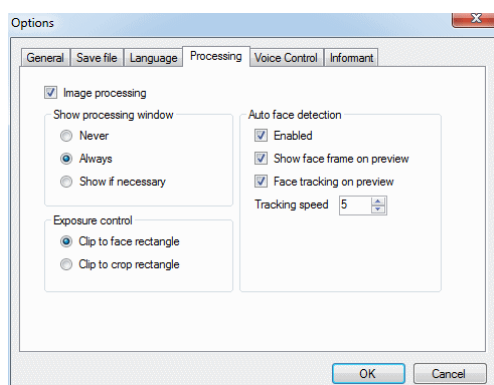 Options
General Save file Language Processing Voice Control Informant
Image processing
Show processing window
Never
Always
Show if necessary
Exposure control
Clip to face rectangle
Clip to crop rectangle
Auto face detection
Enabled
Show face frame on preview
Face tracking on preview
Tracking speed 5
OK Cancel